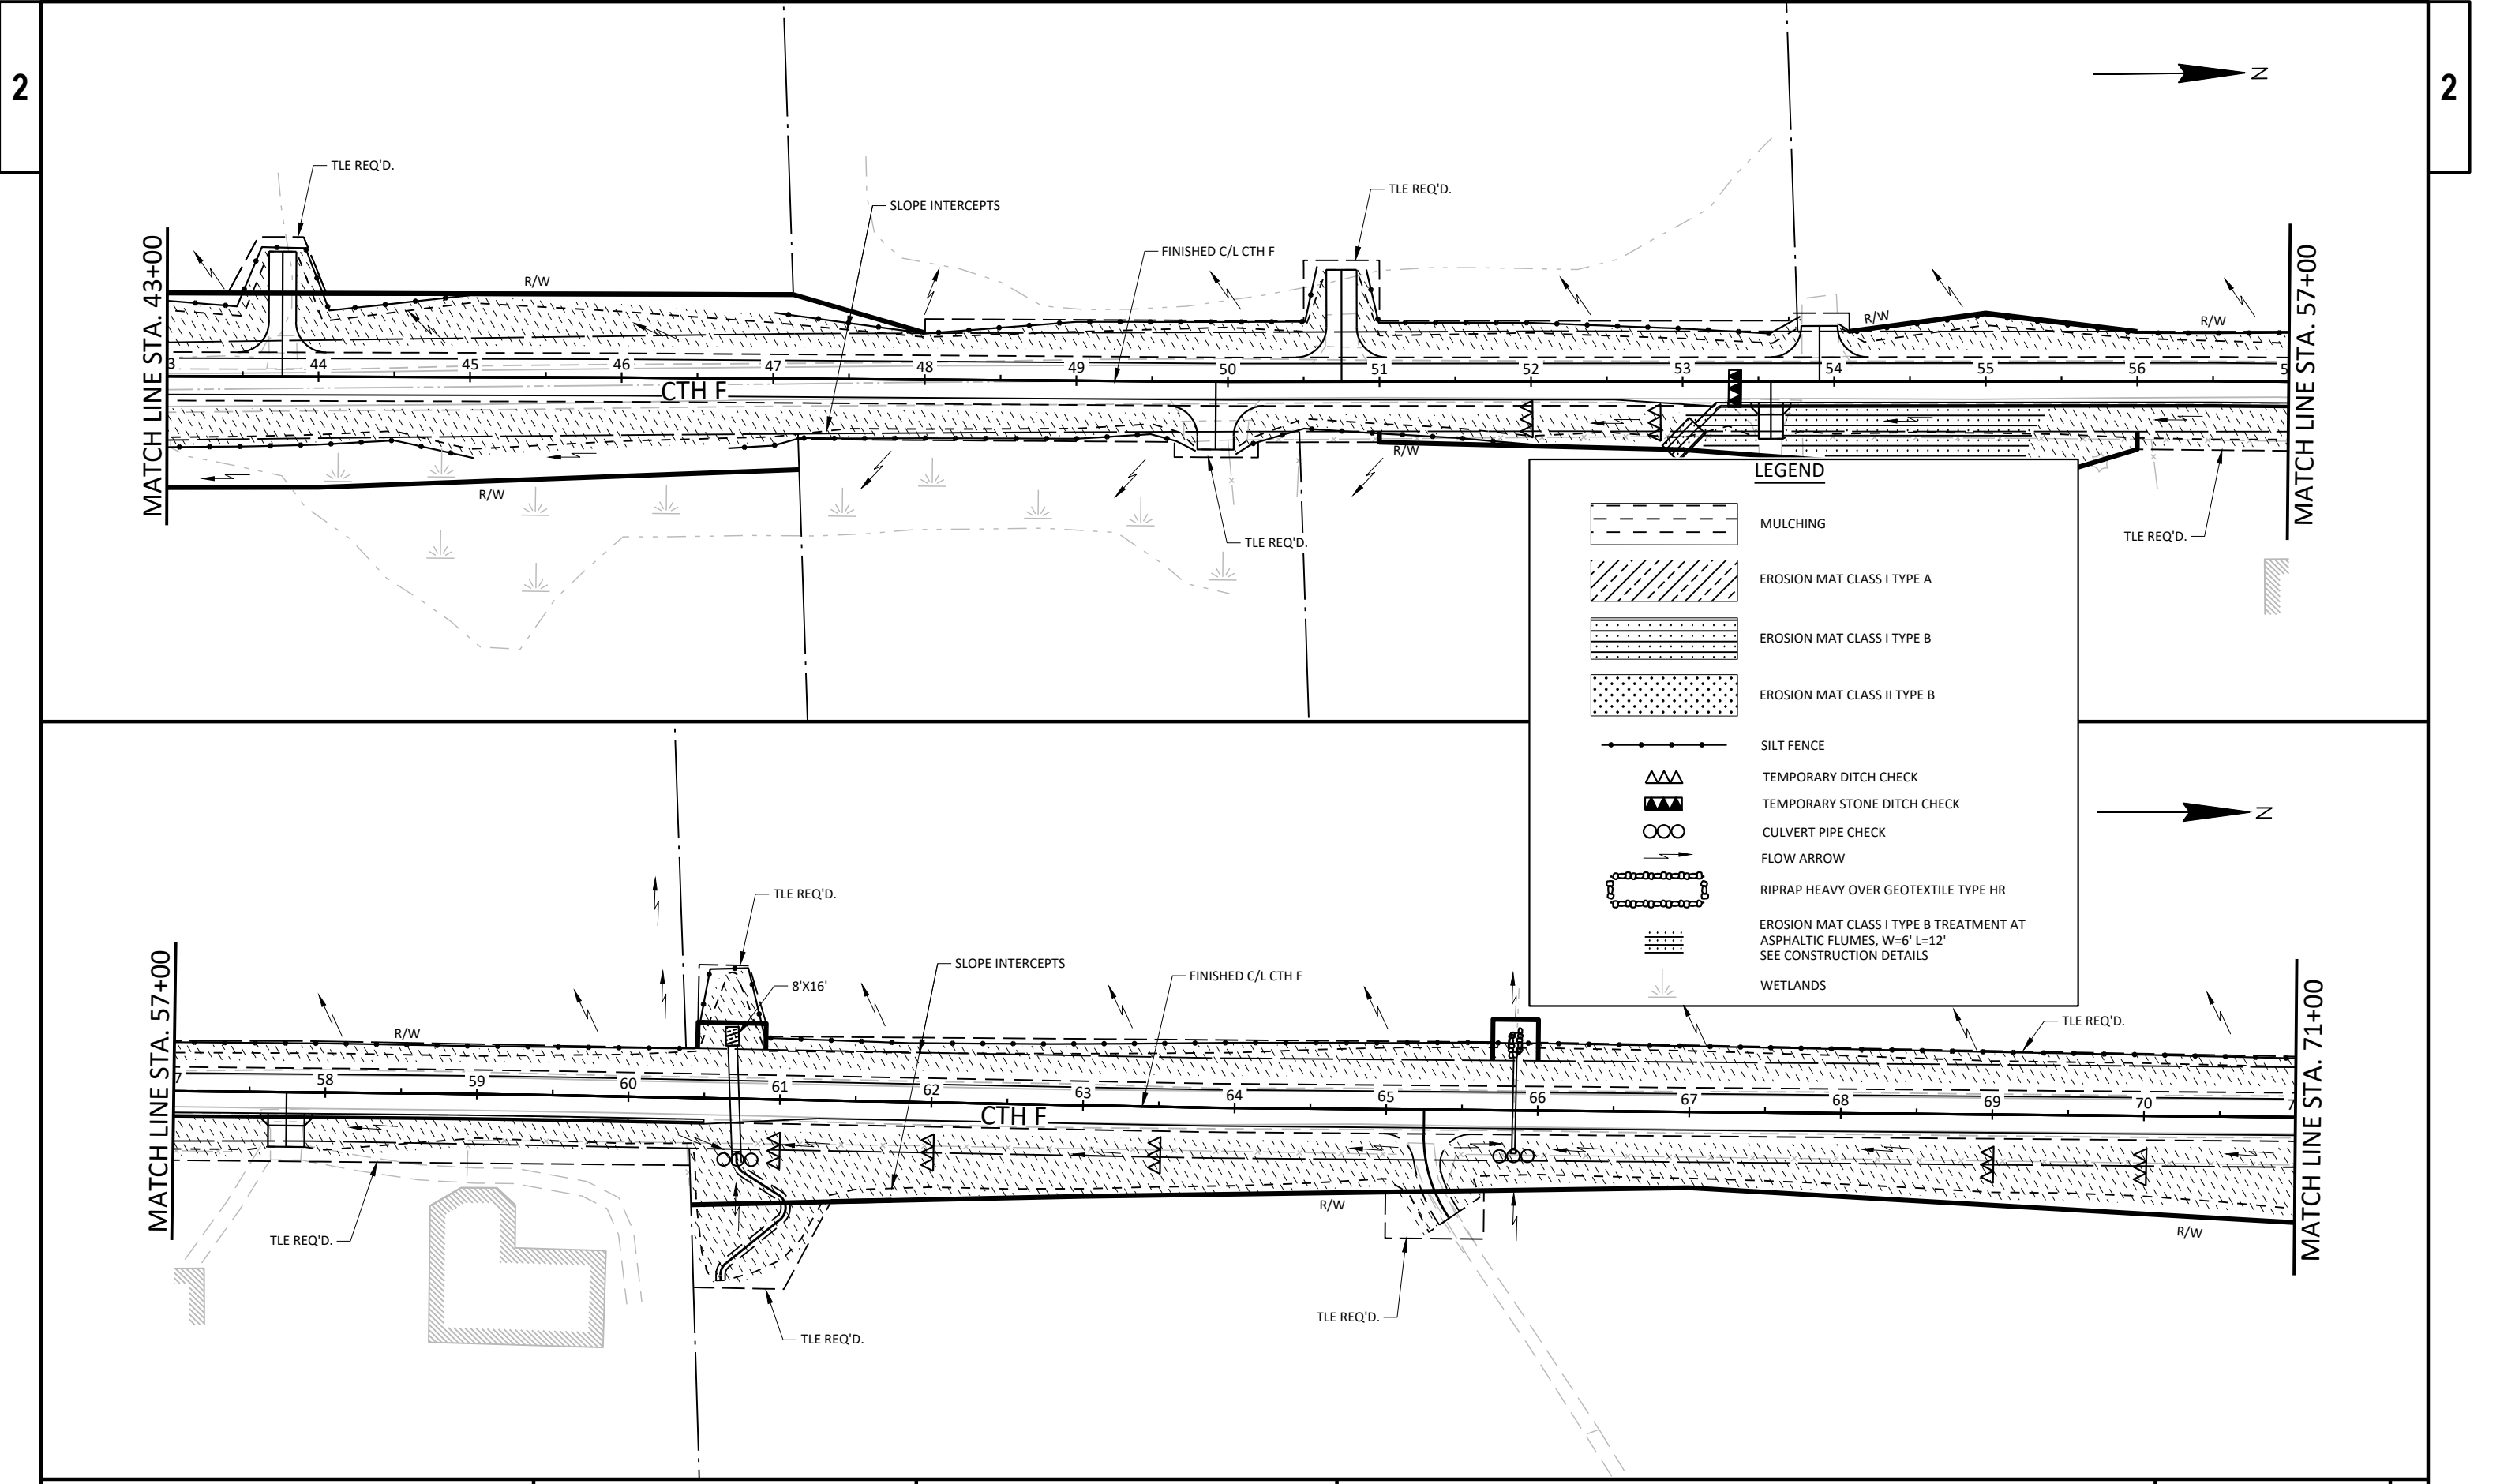 2
2
N
TLE REQ'D.
SLOPE INTERCEPTS
TLE REQ'D.
FINISHED C/L CTH F
MATCH LINE STA. 43+00
R/W
R/W
R/W
MATCH LINE STA. 57+00
3 44 45 46 47 48 49 50 51 52 53 54 55 56 5
CTH F
R/W
R/W
TLE REQ'D.
TLE REQ'D.
LEGEND
MULCHING
EROSION MAT CLASS I TYPE A
EROSION MAT CLASS I TYPE B
EROSION MAT CLASS II TYPE B
SILT FENCE
TEMPORARY DITCH CHECK
TEMPORARY STONE DITCH CHECK
CULVERT PIPE CHECK
FLOW ARROW
RIPRAP HEAVY OVER GEOTEXTILE TYPE HR
EROSION MAT CLASS I TYPE B TREATMENT AT
ASPHALTIC FLUMES, W=6' L=12'
SEE CONSTRUCTION DETAILS
WETLANDS
N
TLE REQ'D.
SLOPE INTERCEPTS
FINISHED C/L CTH F
8'X16'
MATCH LINE STA. 57+00
R/W
TLE REQ'D.
MATCH LINE STA. 71+00
7 58 59 60 61 62 63 64 65 66 67 68 69 70 7
CTH F
R/W
R/W
TLE REQ'D.
TLE REQ'D.
TLE REQ'D.